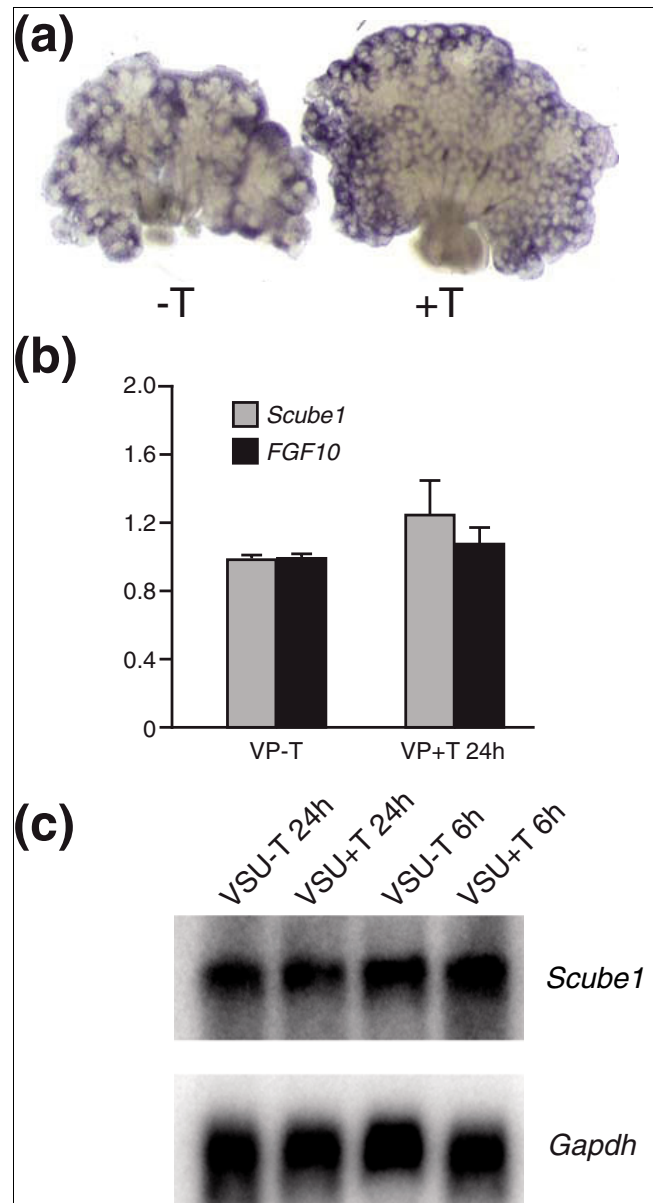 (a)
-T +T
(b)
2.0
1.6
1.2
0.8
0.4
0
Scube1
FGF10
VP-T VP+T 24h
(c)
VSU-T 24h
VSU+T 24h
VSU-T 6h
VSU+T 6h
Scube1
Gapdh